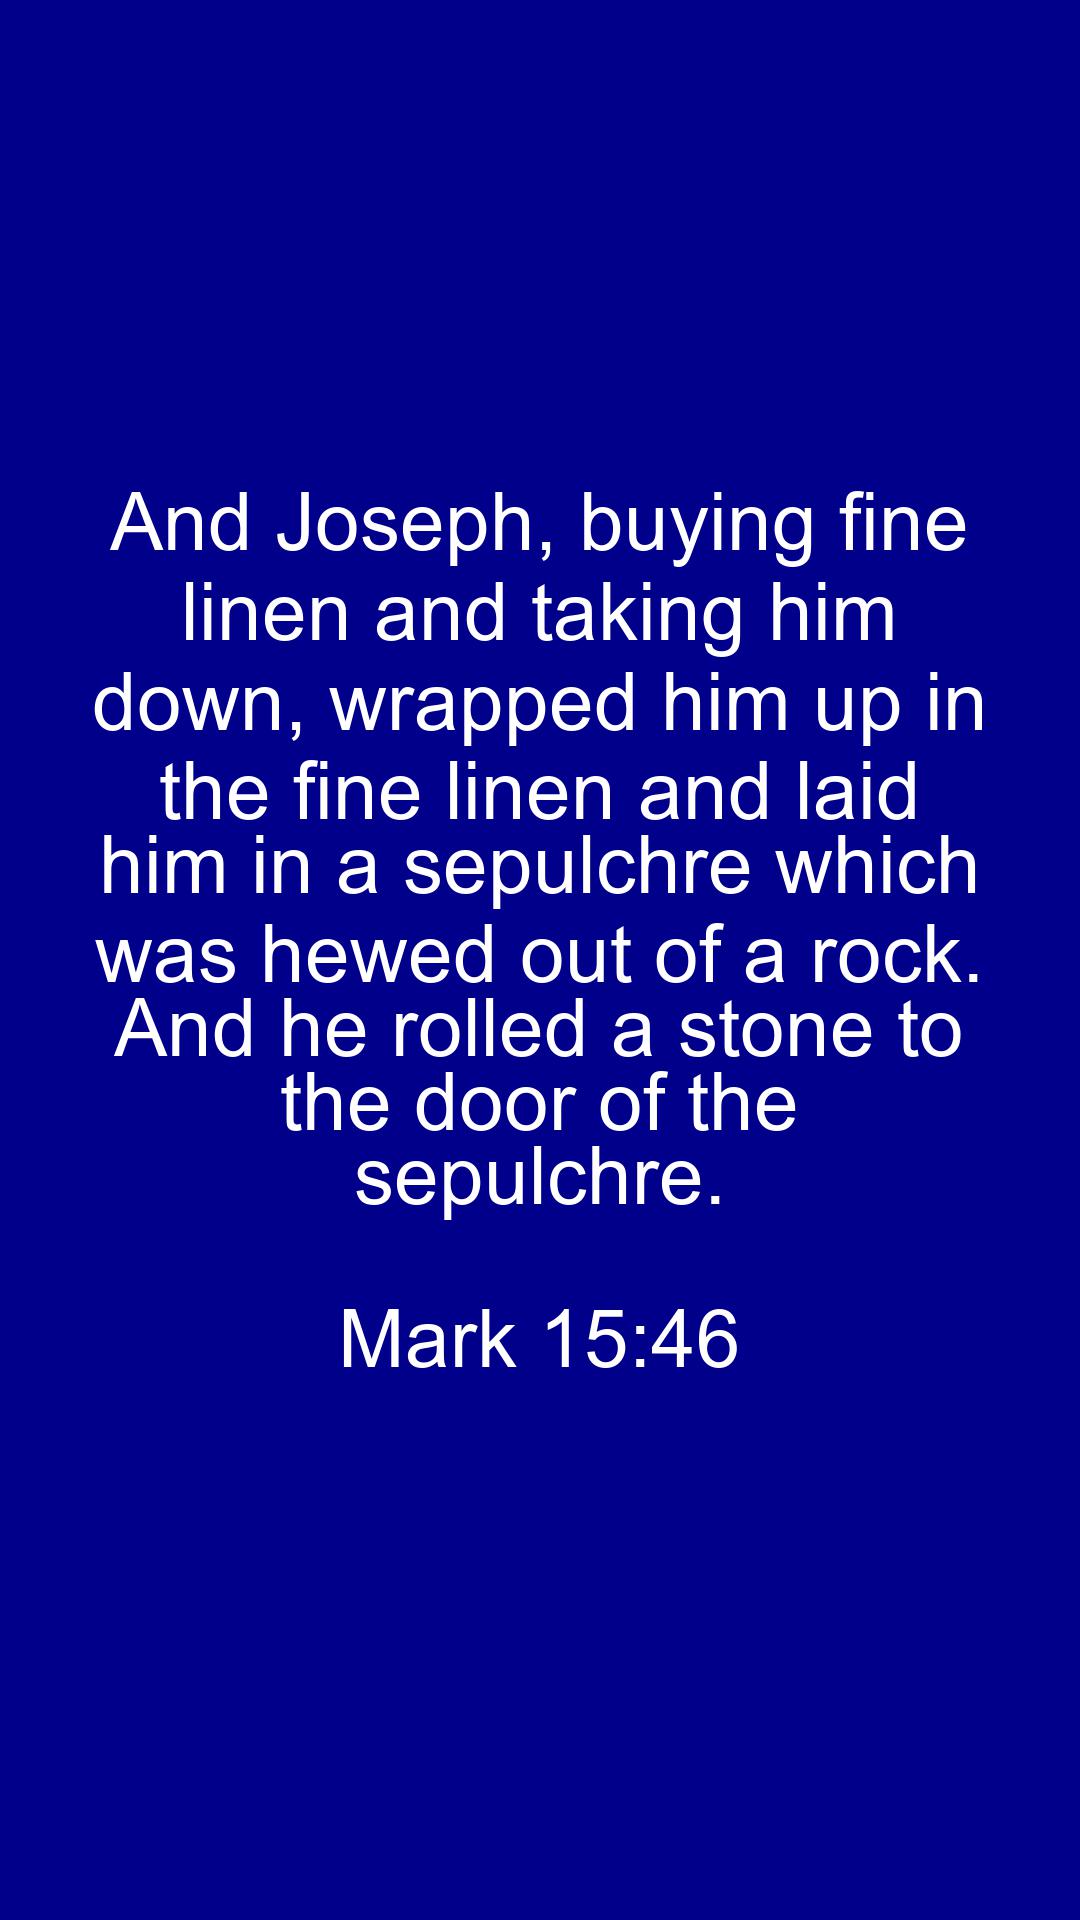 And Joseph, buying fine
linen and taking him
down, wrapped him up in
the fine linen and laid
him in a sepulchre which
was hewed out of a rock.
And he rolled a stone to
the door of the
sepulchre.
Mark 15:46